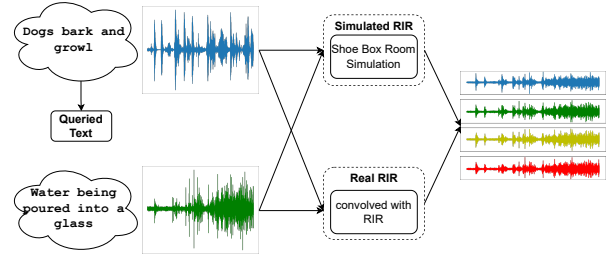 Dogs bark and
growl
Queried
Text
Water being
poured into a
glass
Simulated RIR
Shoe Box Room
Simulation
Real RIR
convolved with
RIR